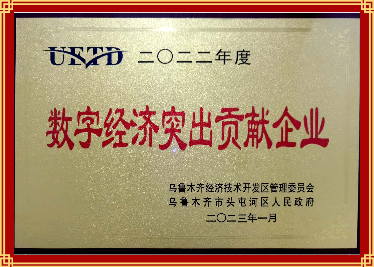 UETD 二〇二二年度
数字经济突出贡献企业
乌鲁木齐经济技术开发区管理委员会
乌鲁木齐市头屯河区人民政府
二〇二三年一月